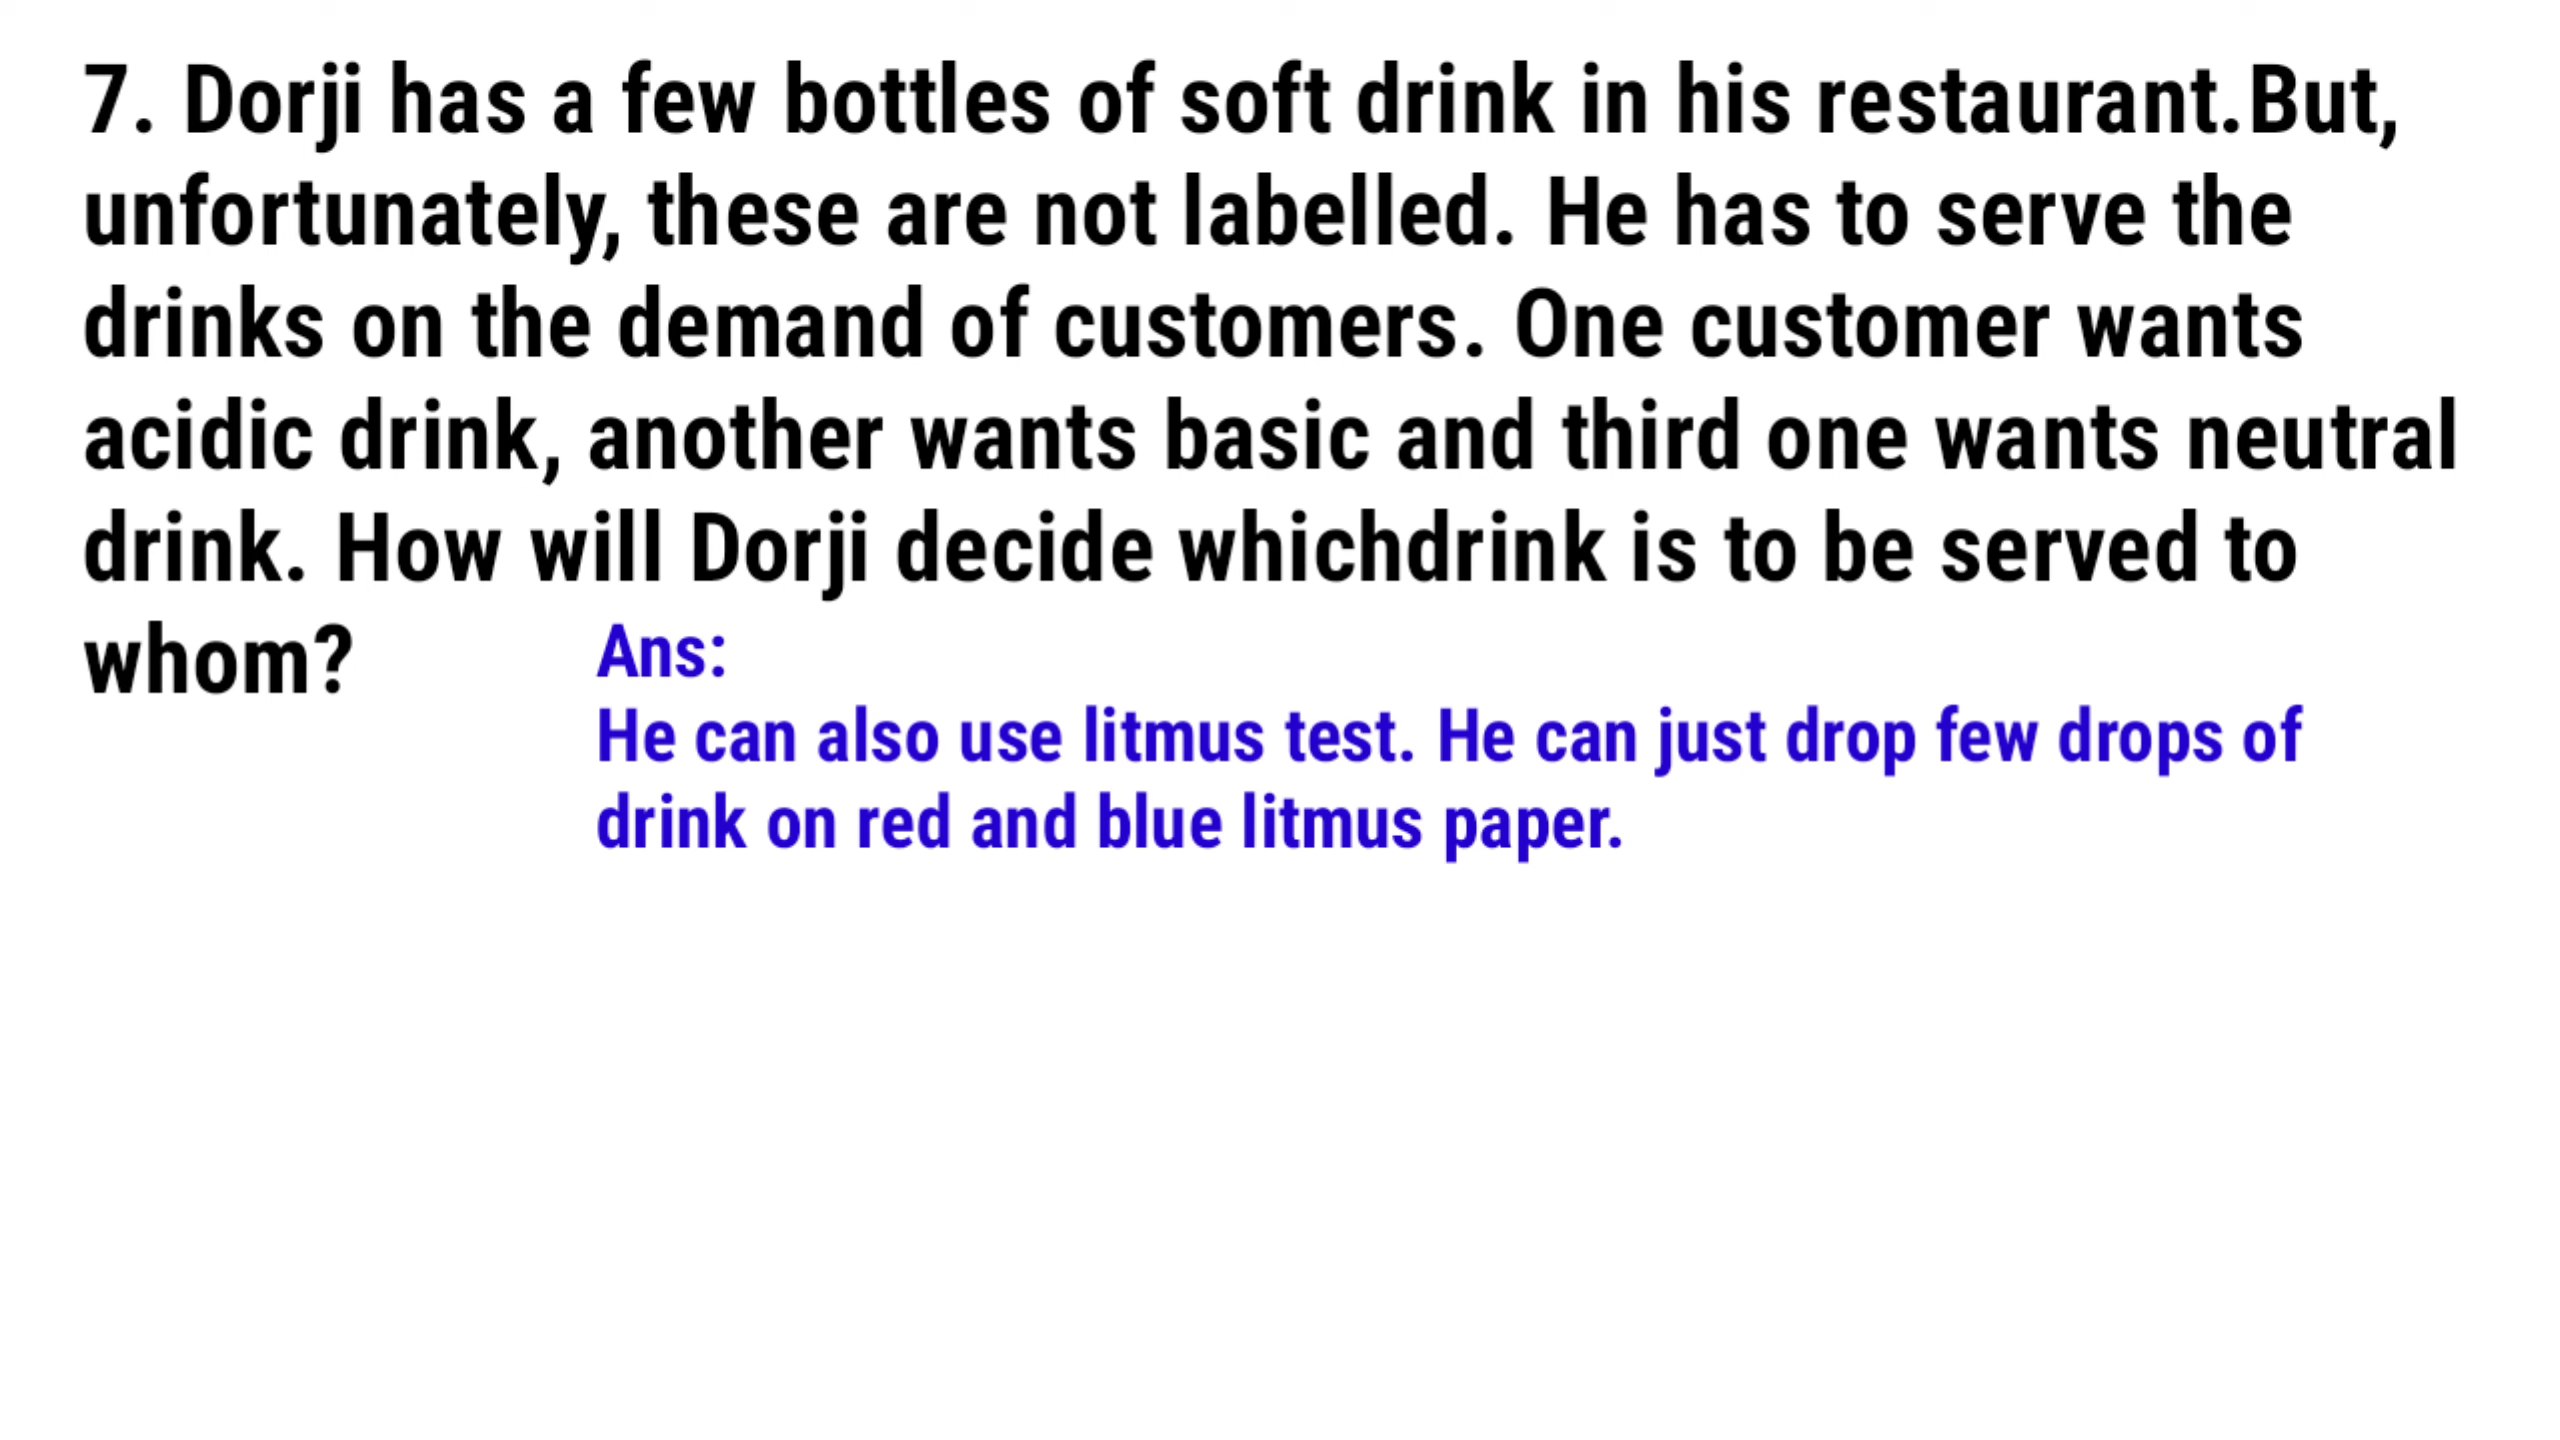 7. Dorji has a few bottles of soft drink in his restaurant.But,
unfortunately, these are not labelled. He has to serve the
drinks on the demand of customers. One customer wants
acidic drink, another wants basic and third one wants neutral
drink. How will Dorji decide whichdrink is to be served to
whom?
Ans:
He can also use litmus test. He can just drop few drops of
drink on red and blue litmus paper.